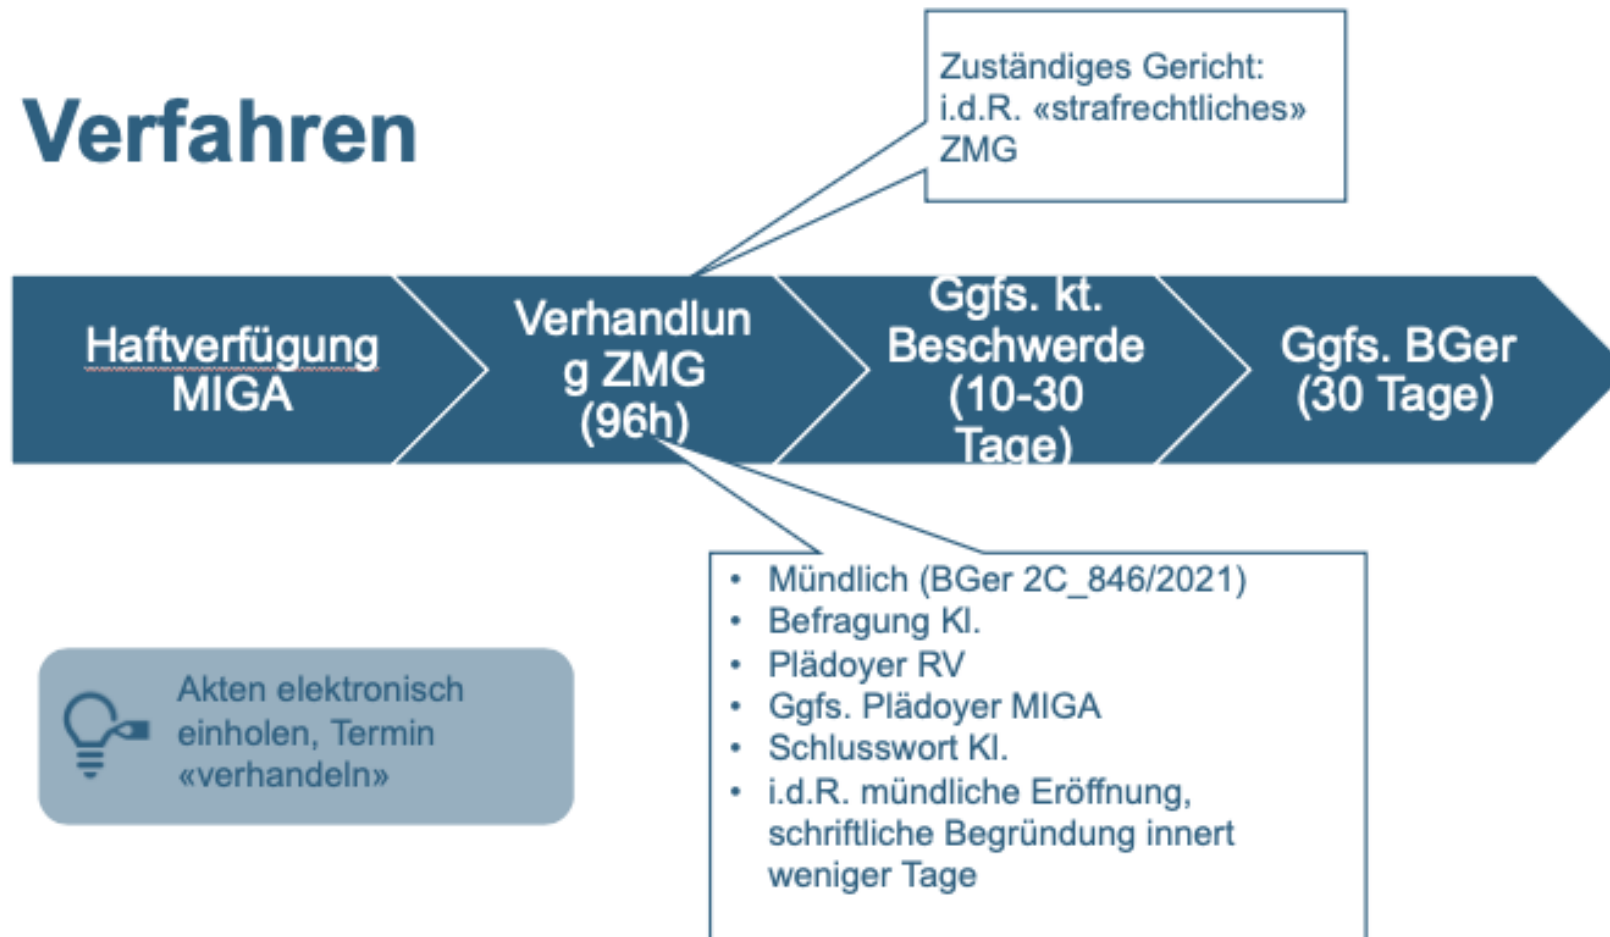 Verfahren
Zuständiges Gericht:
i.d.R. «strafrechtliches»
ZMG
Haftverfügung
MIGA
Verhandlun
g ZMG
(96h)
Ggfs. kt.
Beschwerde
(10-30
Tage)
Ggfs. BGer
(30 Tage)
• Mündlich (BGer 2C_846/2021)
• Befragung Kl.
• Plädoyer RV
• Ggfs. Plädoyer MIGA
• Schlusswort Kl.
• i.d.R. mündliche Eröffnung,
schriftliche Begründung innert
weniger Tage
Akten elektronisch
einholen, Termin
«verhandeln»